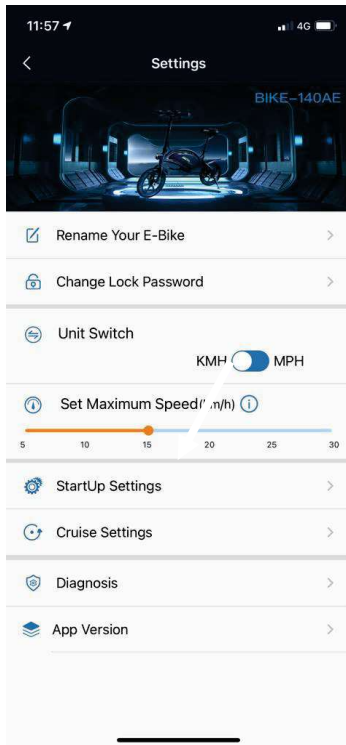 11:57
4G
Settings
BIKE-140AE
Rename Your E-Bike
Change Lock Password
Unit Switch
KMH MPH
Set Maximum Speed
5 10 15 20 25 30
StartUp Settings
Cruise Settings
Diagnosis
App Version